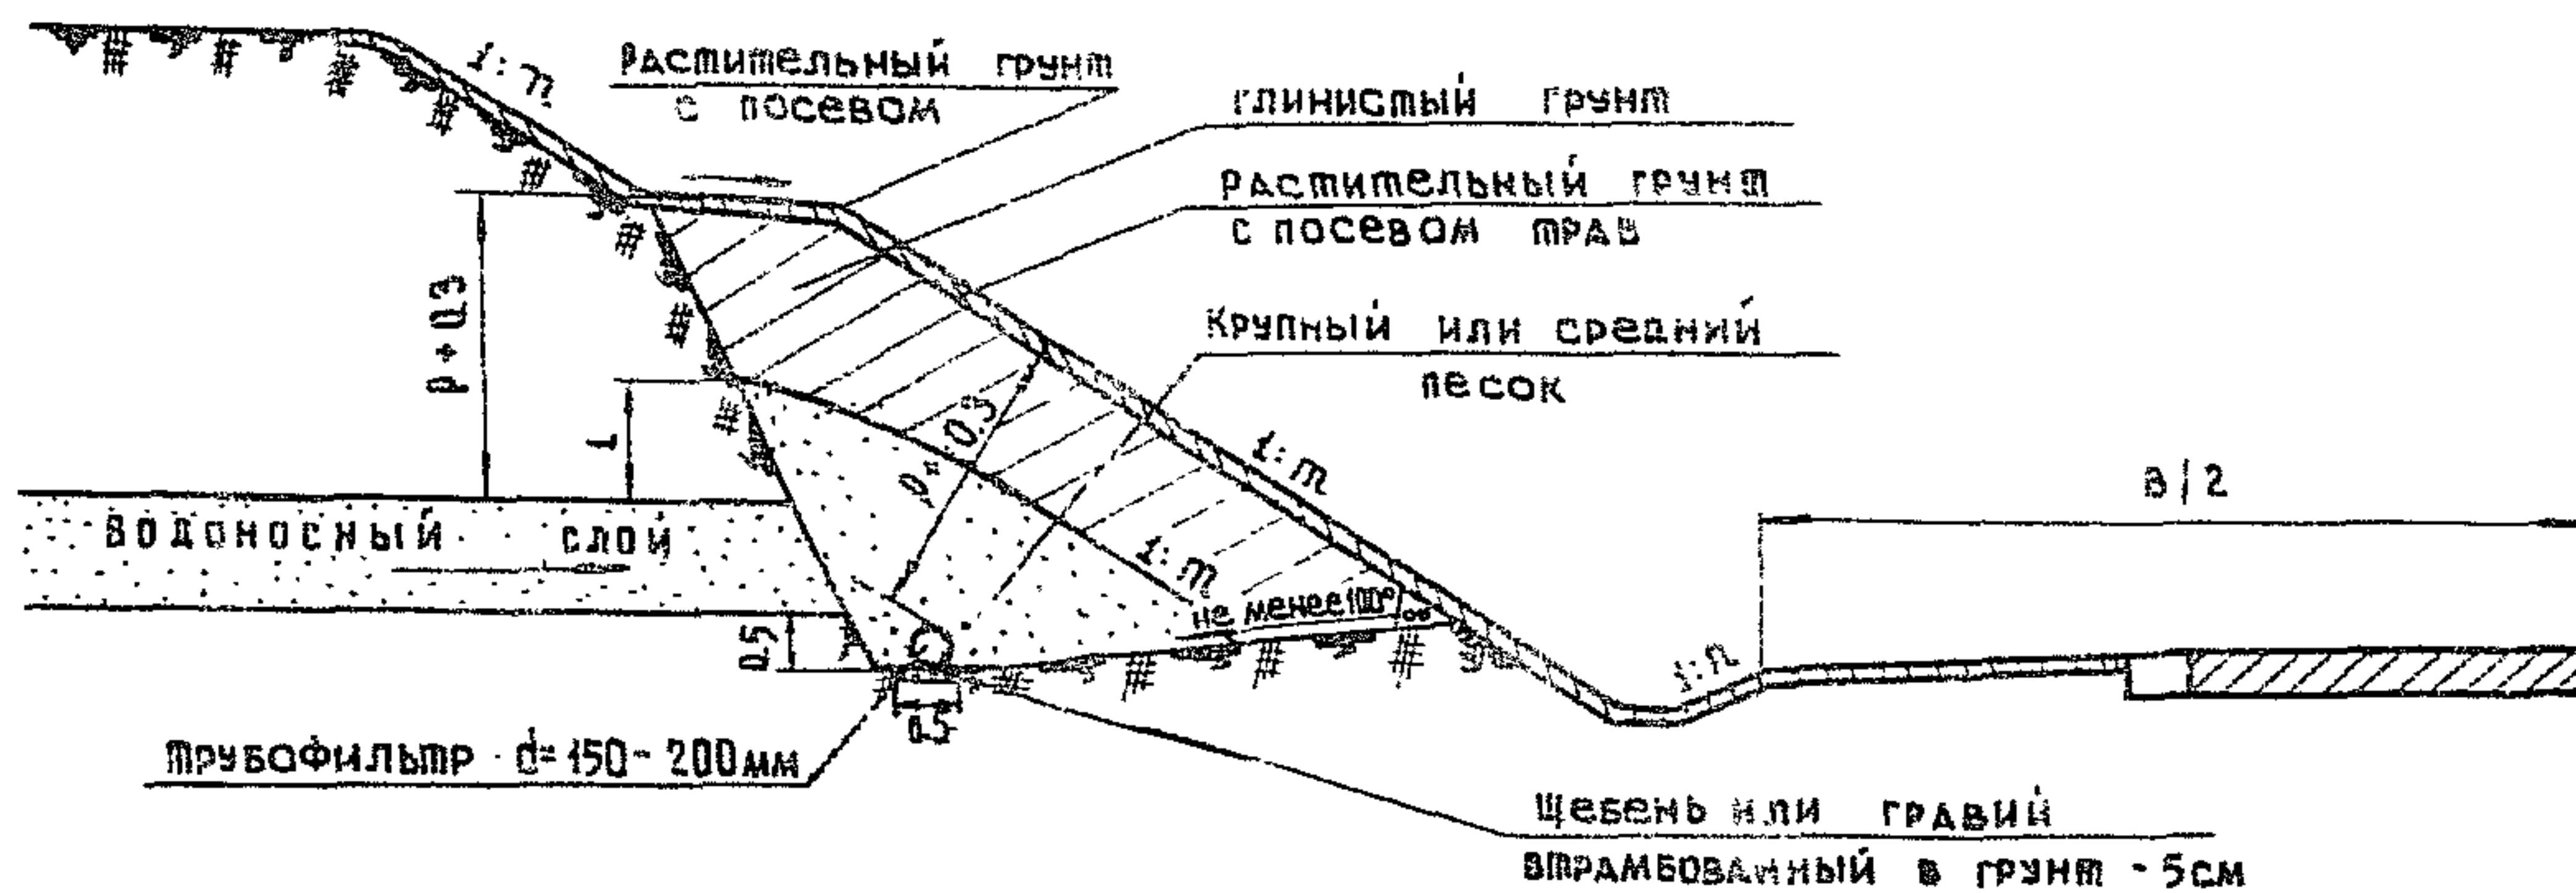 1:m
Растительный грунт
с посевом
глинистый грунт
Растительный грунт
с посевом трав
Крупный или средний
песок
р+0,3
1
1:m
В/2
Водоносный слой
1:m
не менее 100°/₀₀
0,5
1:n
0,5
Трубофильтр d=150-200мм
Щебень или гравий
втрамбованный в грунт - 5см